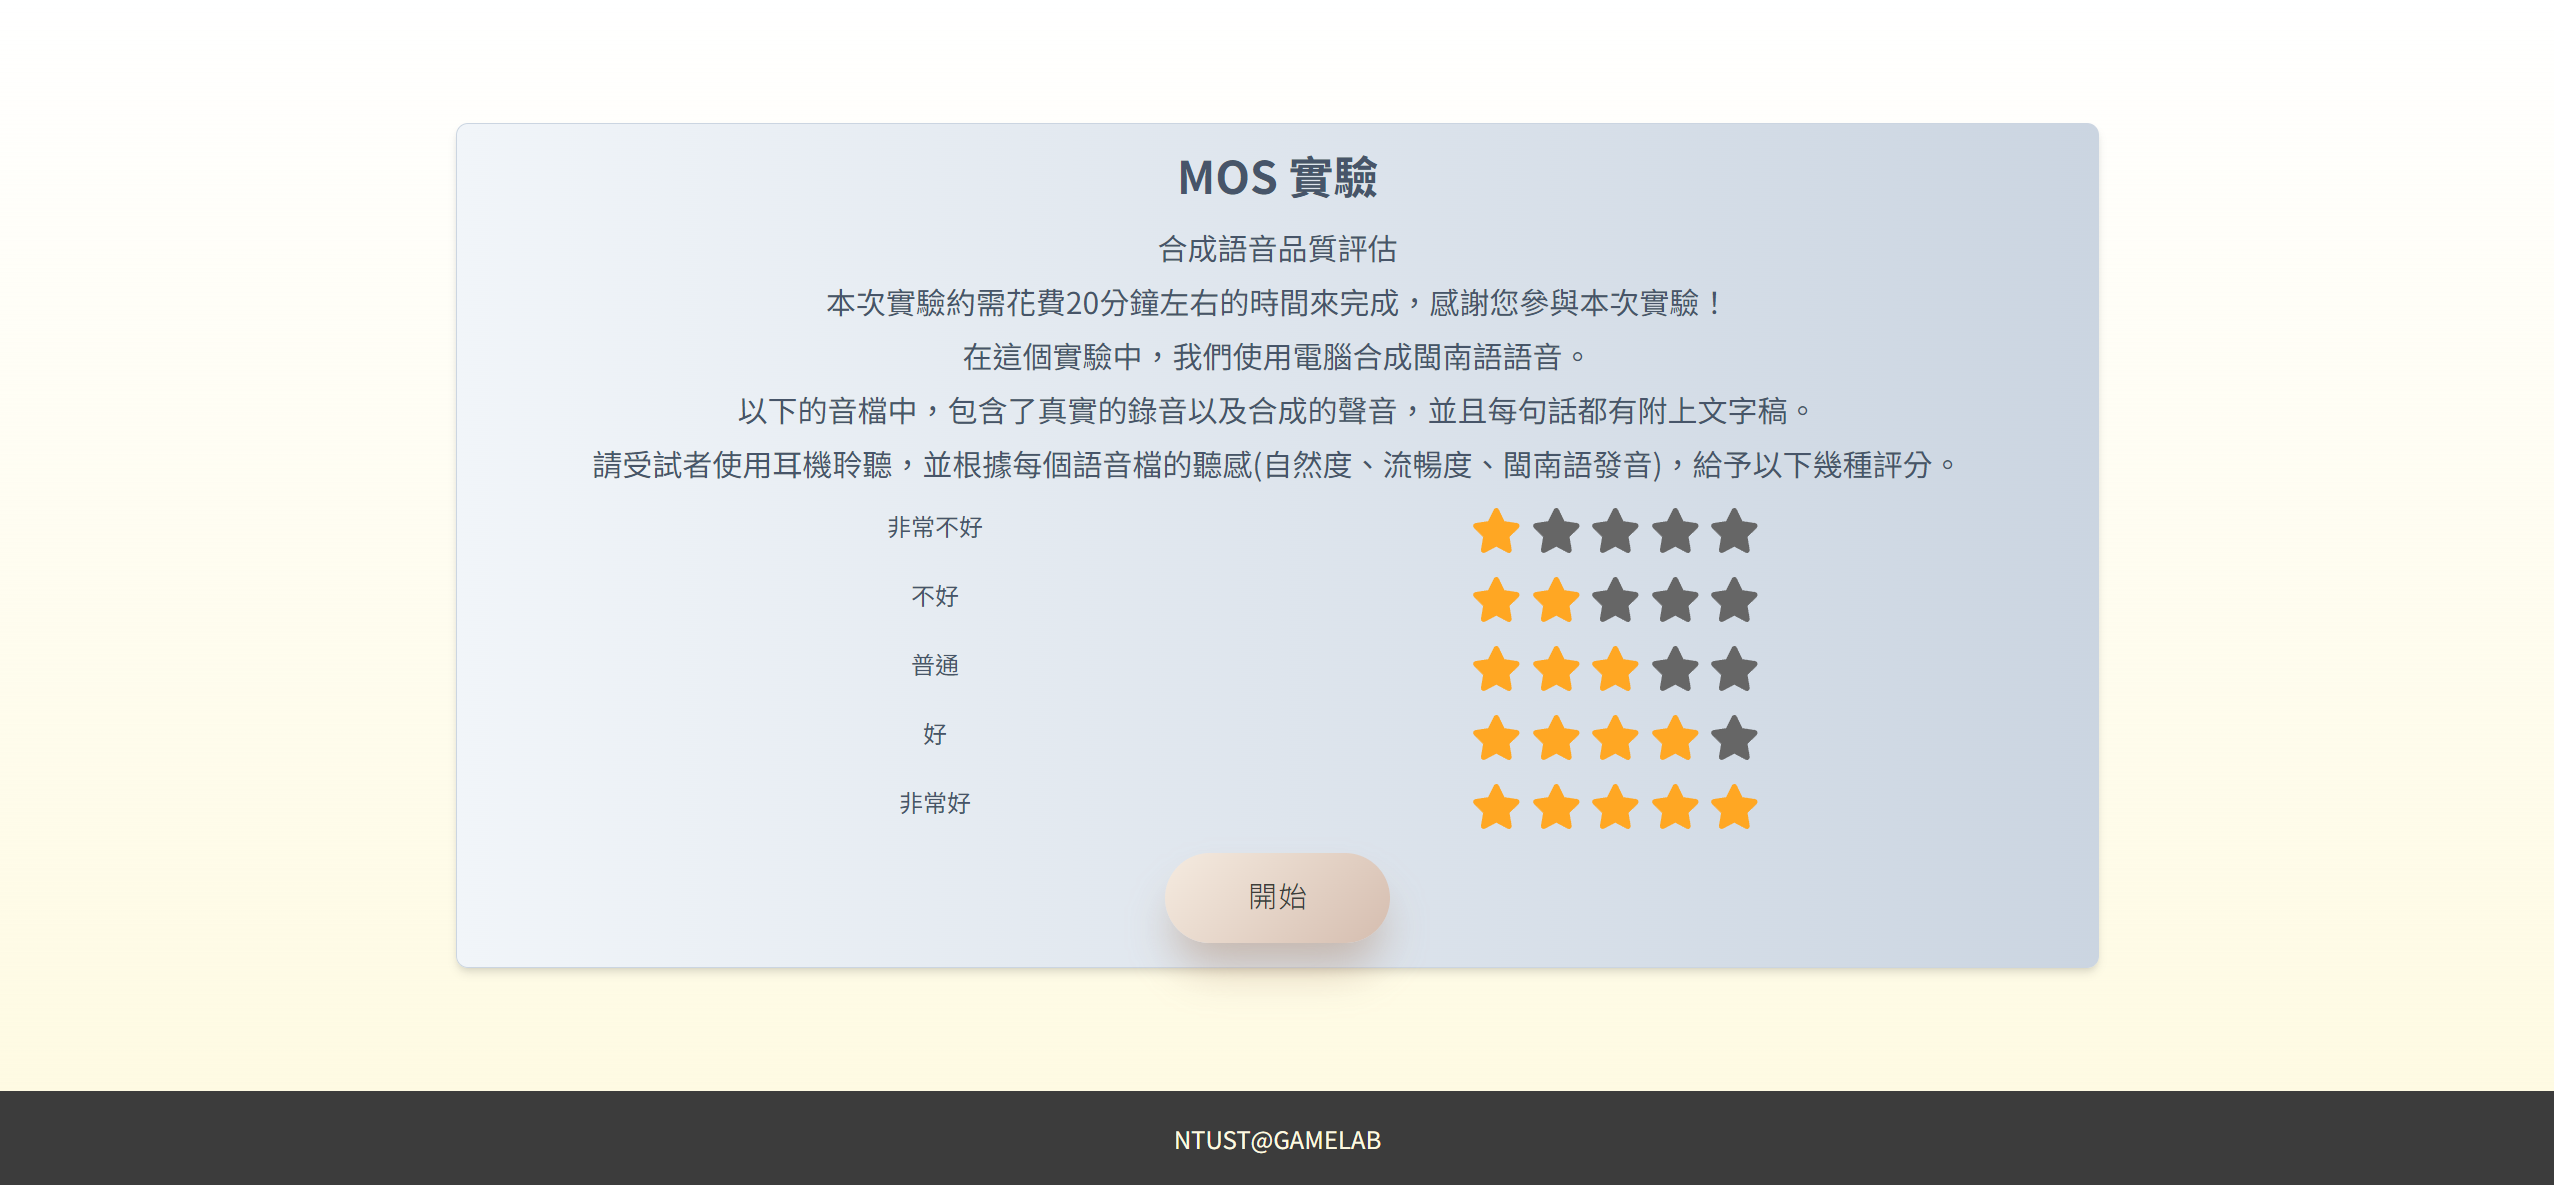 MOS 實驗
合成語音品質評估
本次實驗約需花費20分鐘左右的時間來完成，感謝您參與本次實驗！
在這個實驗中，我們使用電腦合成閩南語語音。
以下的音檔中，包含了真實的錄音以及合成的聲音，並且每句話都有附上文字稿。
請受試者使用耳機聆聽，並根據每個語音檔的聽感(自然度、流暢度、閩南語發音)，給予以下幾種評分。
非常不好
不好
普通
好
非常好
開始
NTUST@GAMELAB